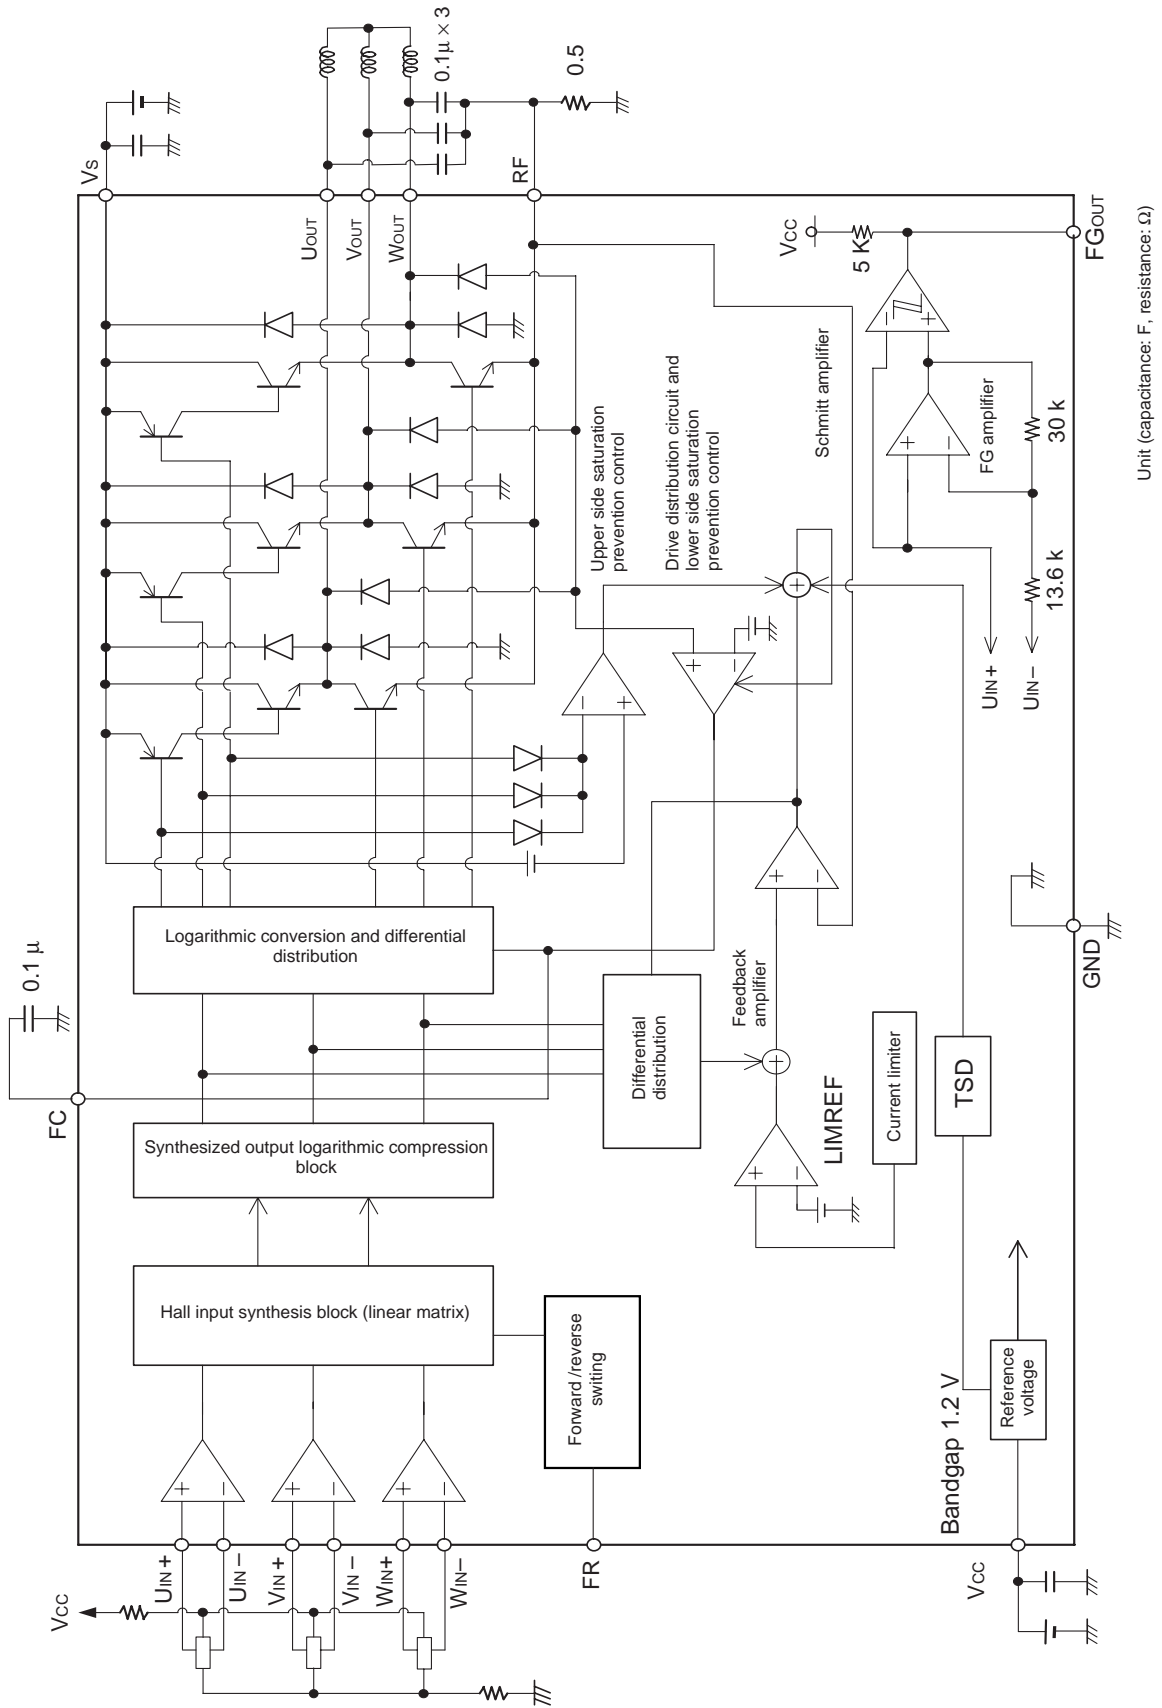 VS
UOUT
VOUT
WOUT
0.1µ × 3
RF
0.5
FC
0.1 µ
Logarithmic conversion and differential
distribution
Synthesized output logarithmic compression
block
Hall input synthesis block (linear matrix)
VCC
UIN+
UIN−
VIN+
VIN−
WIN+
WIN−
+
−
+
−
+
−
Forward /reverse
switing
FR
Differential
distribution
−
+
Upper side saturation
prevention control
+
−
Drive distribution circuit and
lower side saturation
prevention control
+
+
−
Feedback
amplifier
+
+
−
LIMREF
Current limiter
Schmitt amplifier
VCC
5 K
−
+
FGOUT
+
−
FG amplifier
30 k
13.6 k
UIN+
UIN−
TSD
Bandgap 1.2 V
Reference
voltage
VCC
GND
Unit (capacitance: F, resistance: Ω)